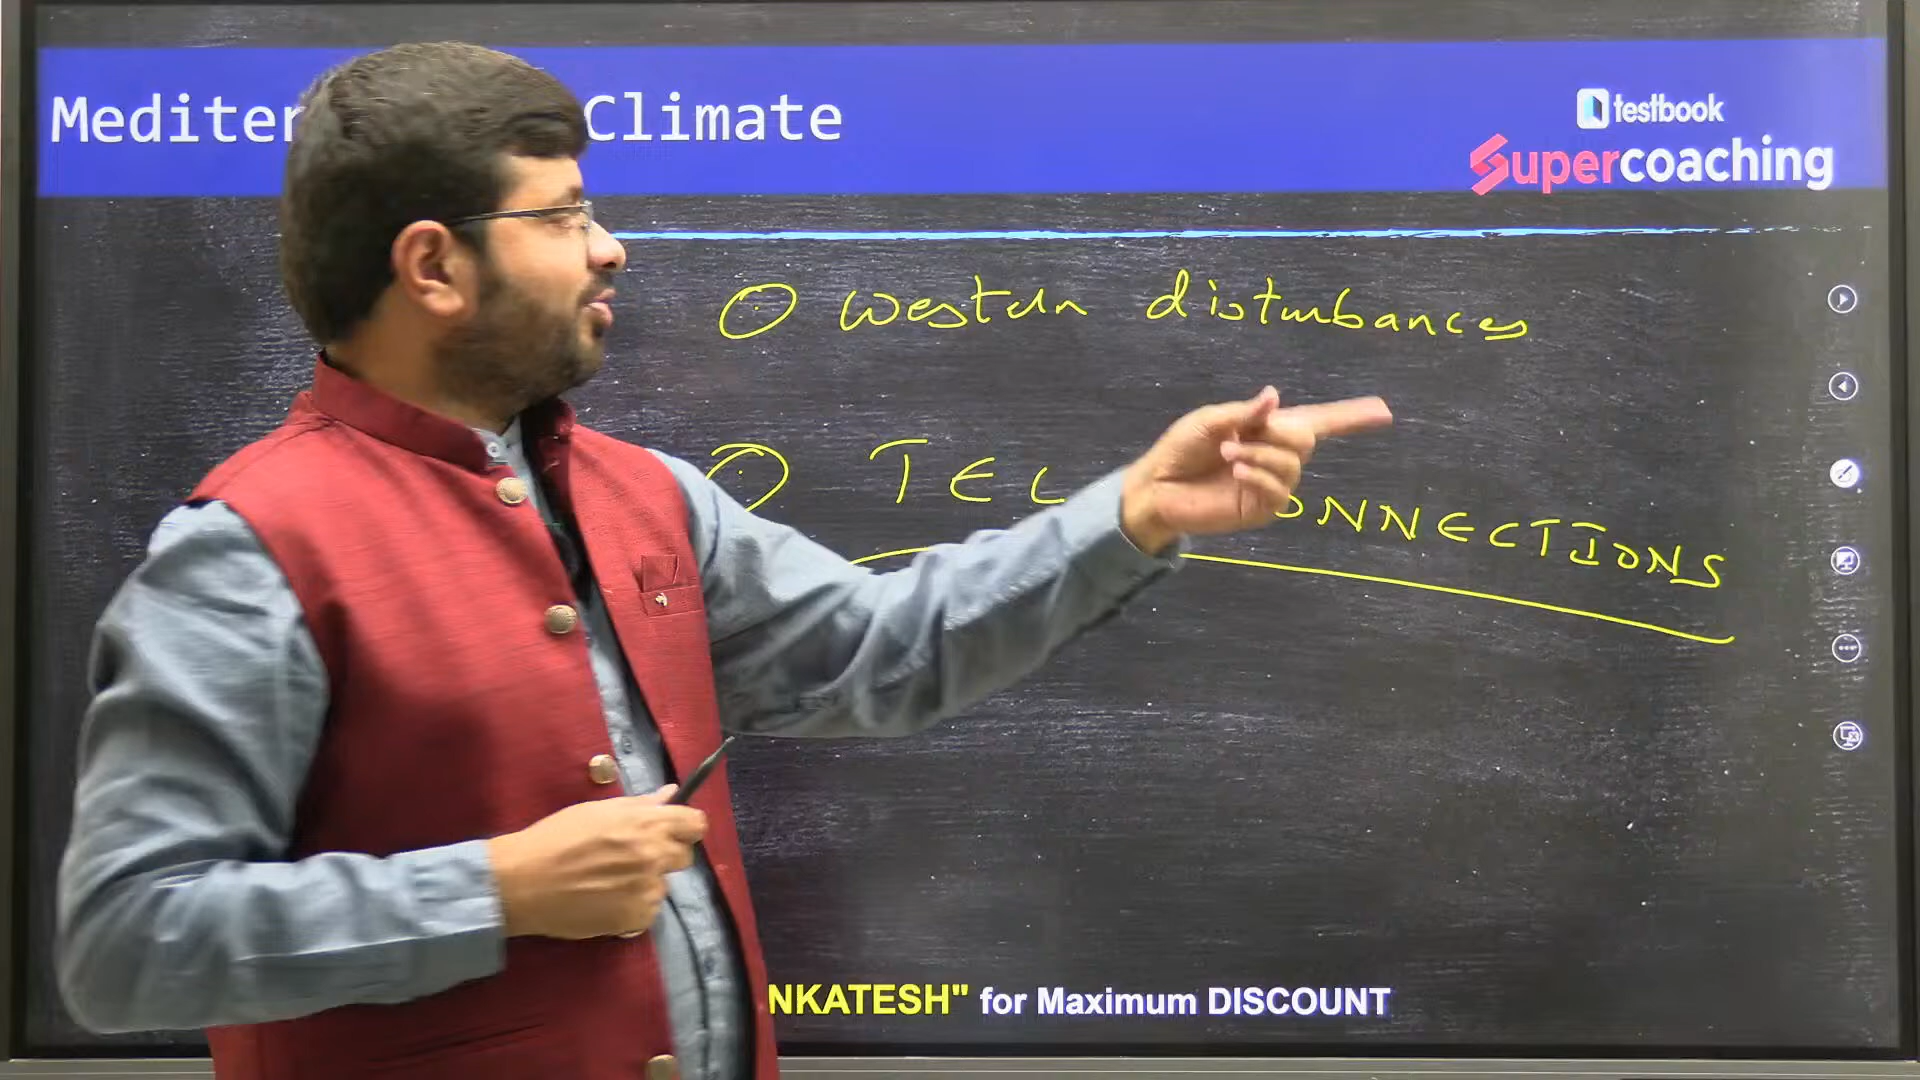 Mediter Climate
testbook
Supercoaching
Western disturbances
TEL ONNECTIONS
NKATESH" for Maximum DISCOUNT